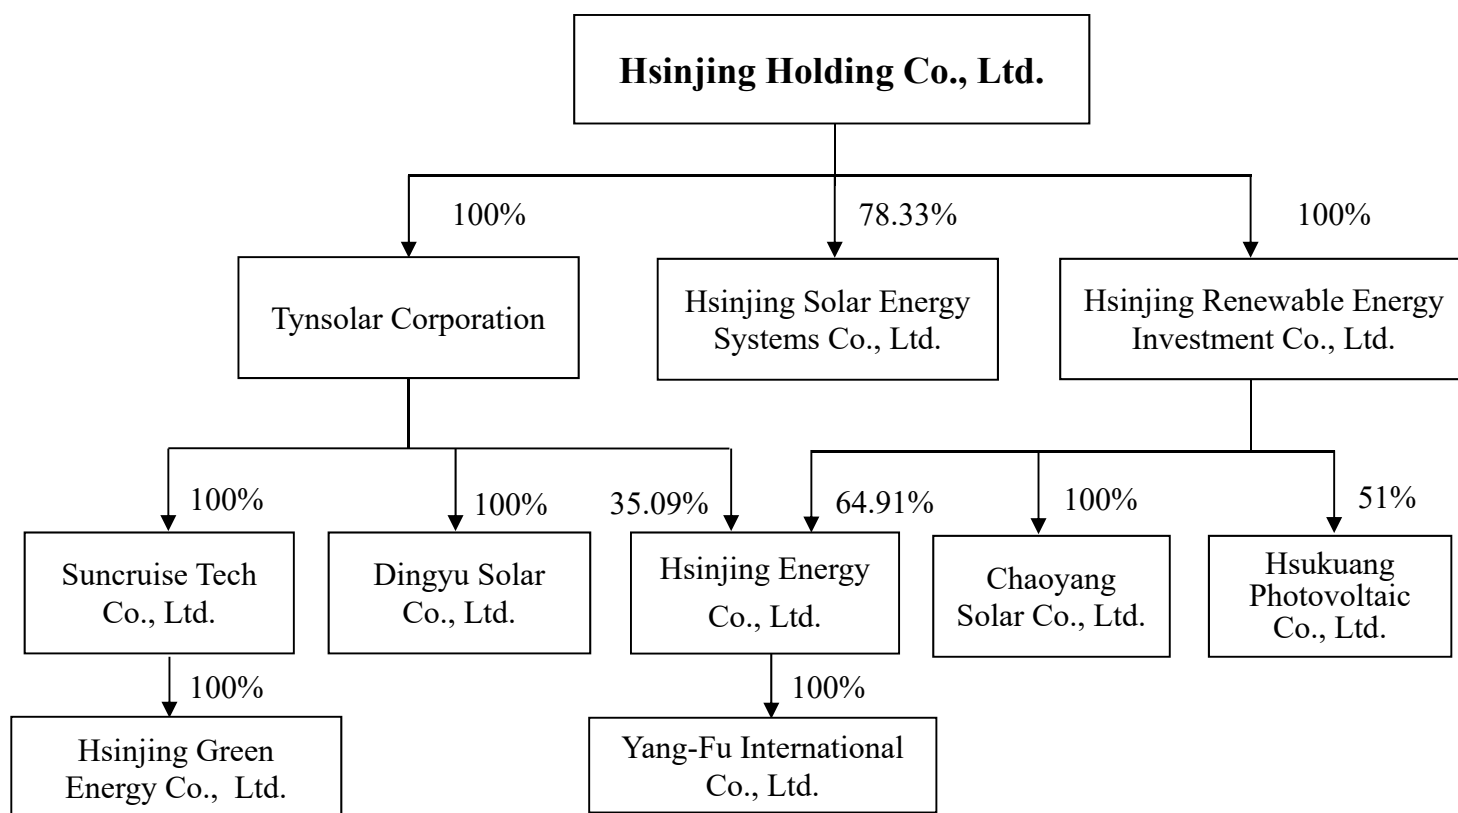 Hsinjing Holding Co., Ltd.
100%
78.33%
100%
Tynsolar Corporation
Hsinjing Solar Energy
Systems Co., Ltd.
Hsinjing Renewable Energy
Investment Co., Ltd.
100%
100%
35.09%
64.91%
100%
51%
Suncruise Tech
Co., Ltd.
Dingyu Solar
Co., Ltd.
Hsinjing Energy
Co., Ltd.
Chaoyang
Solar Co., Ltd.
Hsukuang
Photovoltaic
Co., Ltd.
100%
100%
Hsinjing Green
Energy Co.,  Ltd.
Yang-Fu International
Co., Ltd.